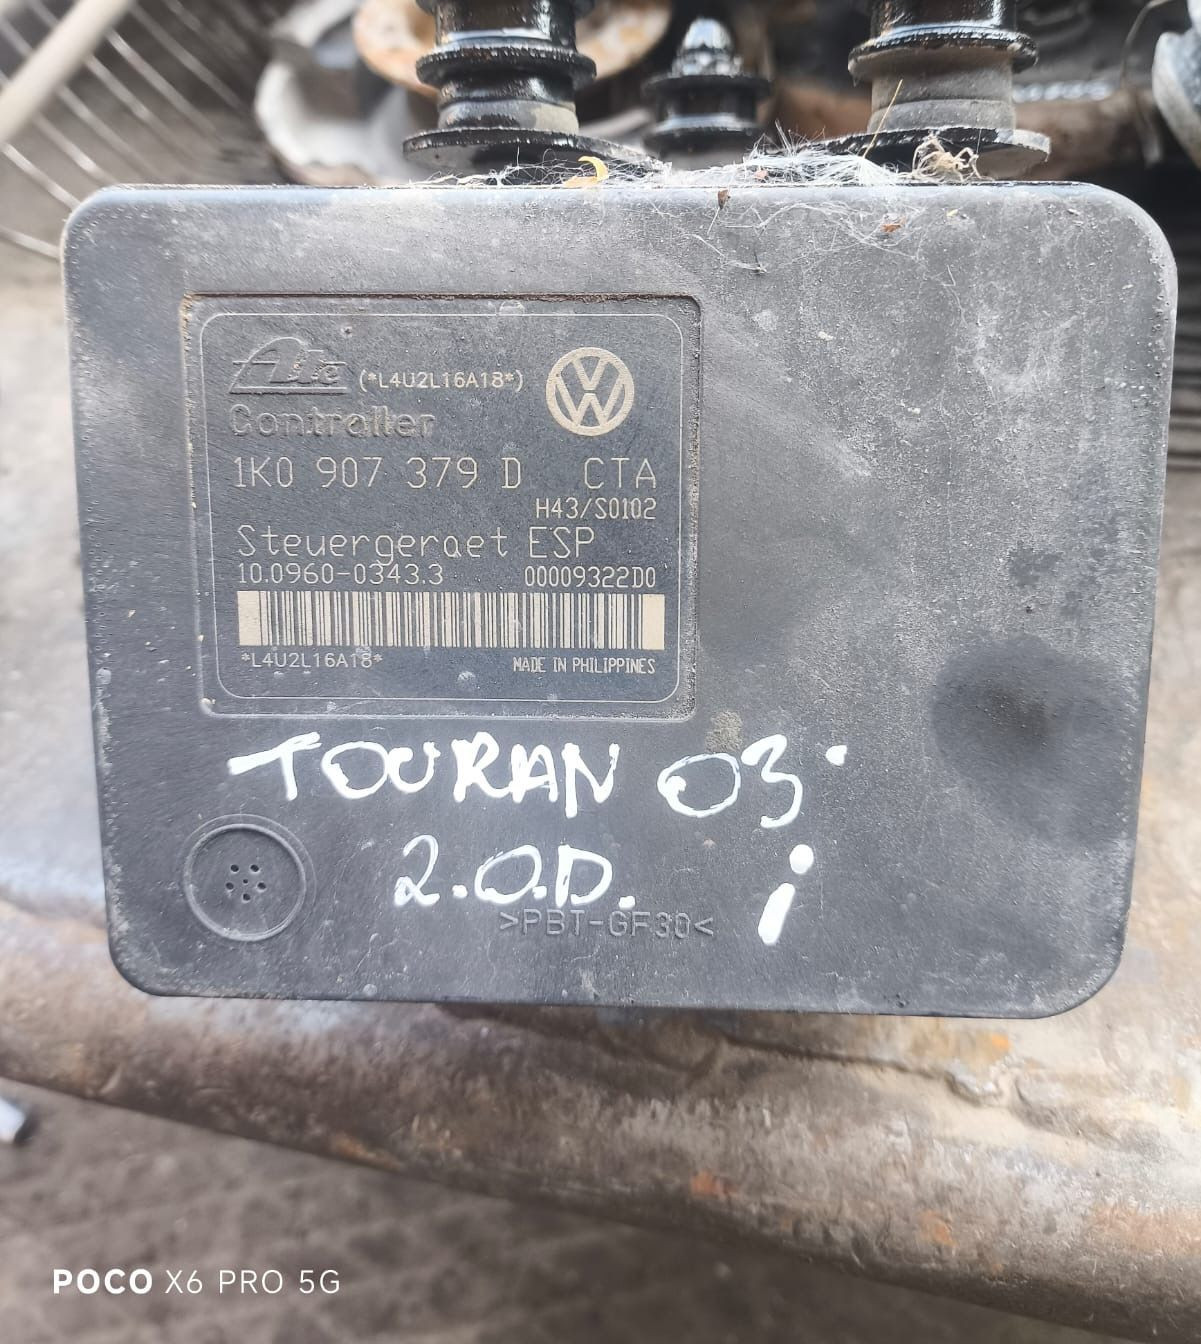 Ate (*L4U2L16A18*)
Controller
1K0 907 379 D CTA
H43/S0102
Steuergeraet ESP
10.0960-0343.3 00009322D0
*L4U2L16A18* MADE IN PHILIPPINES
TOURAN 03
2.0.D. i
>PBT-GF30<
POCO X6 PRO 5G